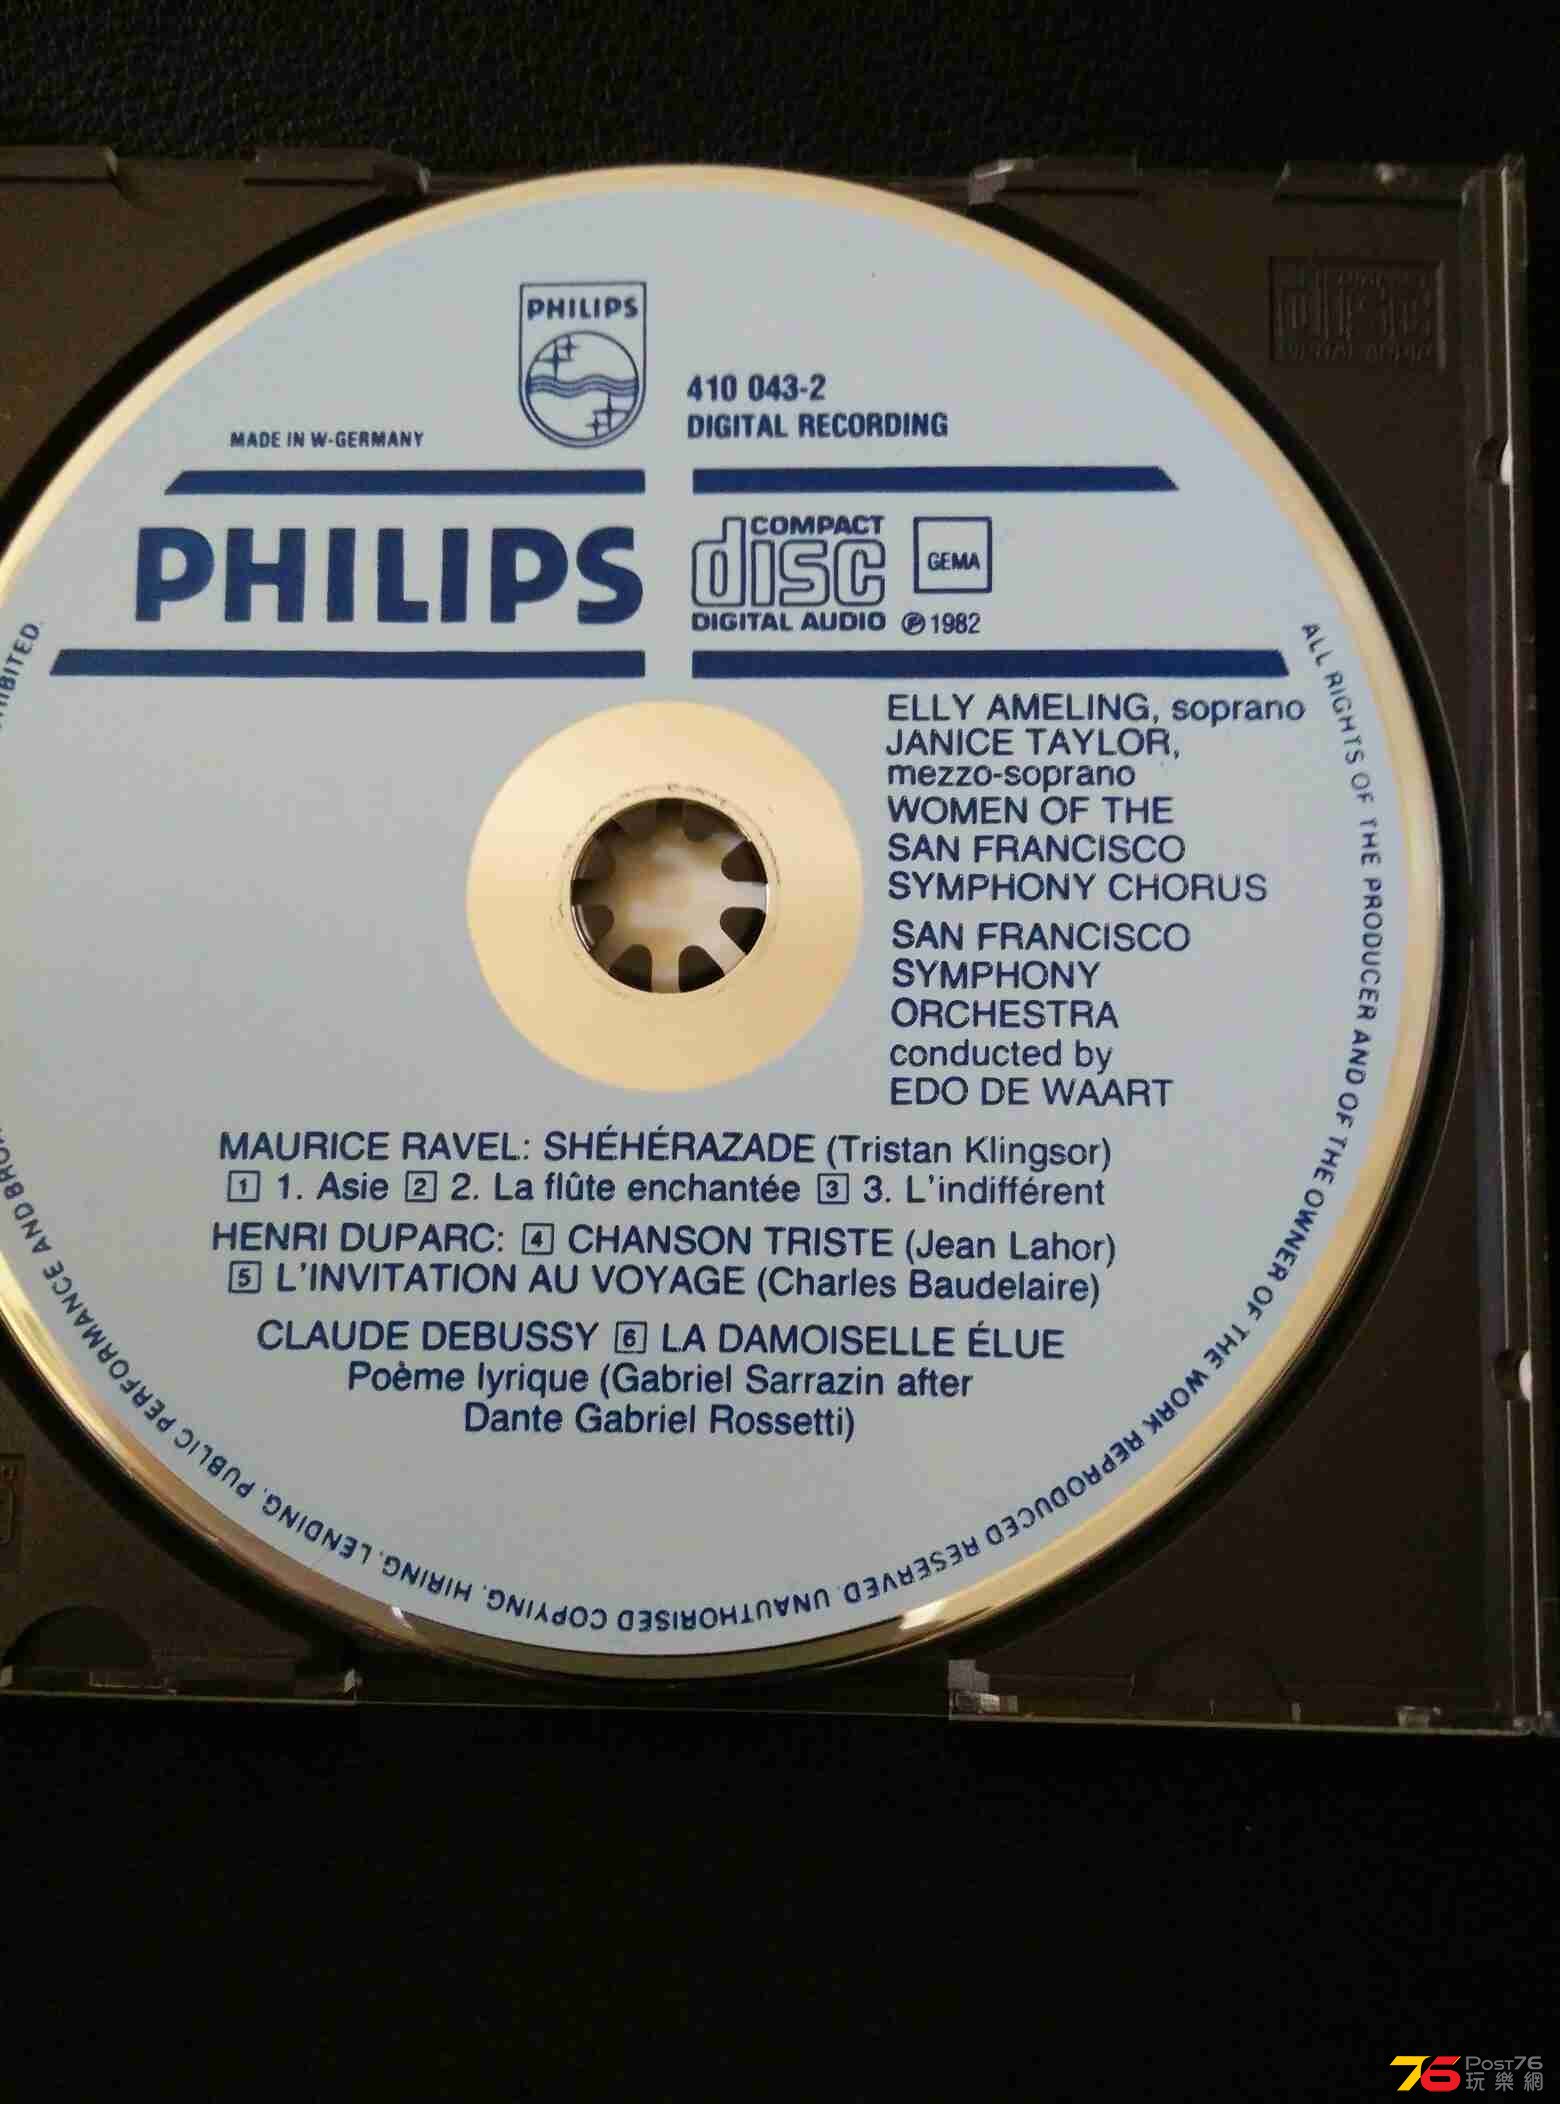 PHILIPS
410 043-2
DIGITAL RECORDING
MADE IN W-GERMANY
PHILIPS
COMPACT
disc
DIGITAL AUDIO
GEMA
℗ 1982
ELLY AMELING, soprano
JANICE TAYLOR,
mezzo-soprano
WOMEN OF THE
SAN FRANCISCO
SYMPHONY CHORUS
SAN FRANCISCO
SYMPHONY
ORCHESTRA
conducted by
EDO DE WAART
MAURICE RAVEL: SHÉHÉRAZADE (Tristan Klingsor)
1 1. Asie 2 2. La flûte enchantée 3 3. L'indifférent
HENRI DUPARC: 4 CHANSON TRISTE (Jean Lahor)
5 L'INVITATION AU VOYAGE (Charles Baudelaire)
CLAUDE DEBUSSY 6 LA DAMOISELLE ÉLUE
Poème lyrique (Gabriel Sarrazin after
Dante Gabriel Rossetti)
ALL RIGHTS OF THE PRODUCER AND OF THE OWNER OF THE WORK REPRODUCED RESERVED. UNAUTHORISED COPYING, HIRING, LENDING, PUBLIC PERFORMANCE AND
76 POST76
玩樂網